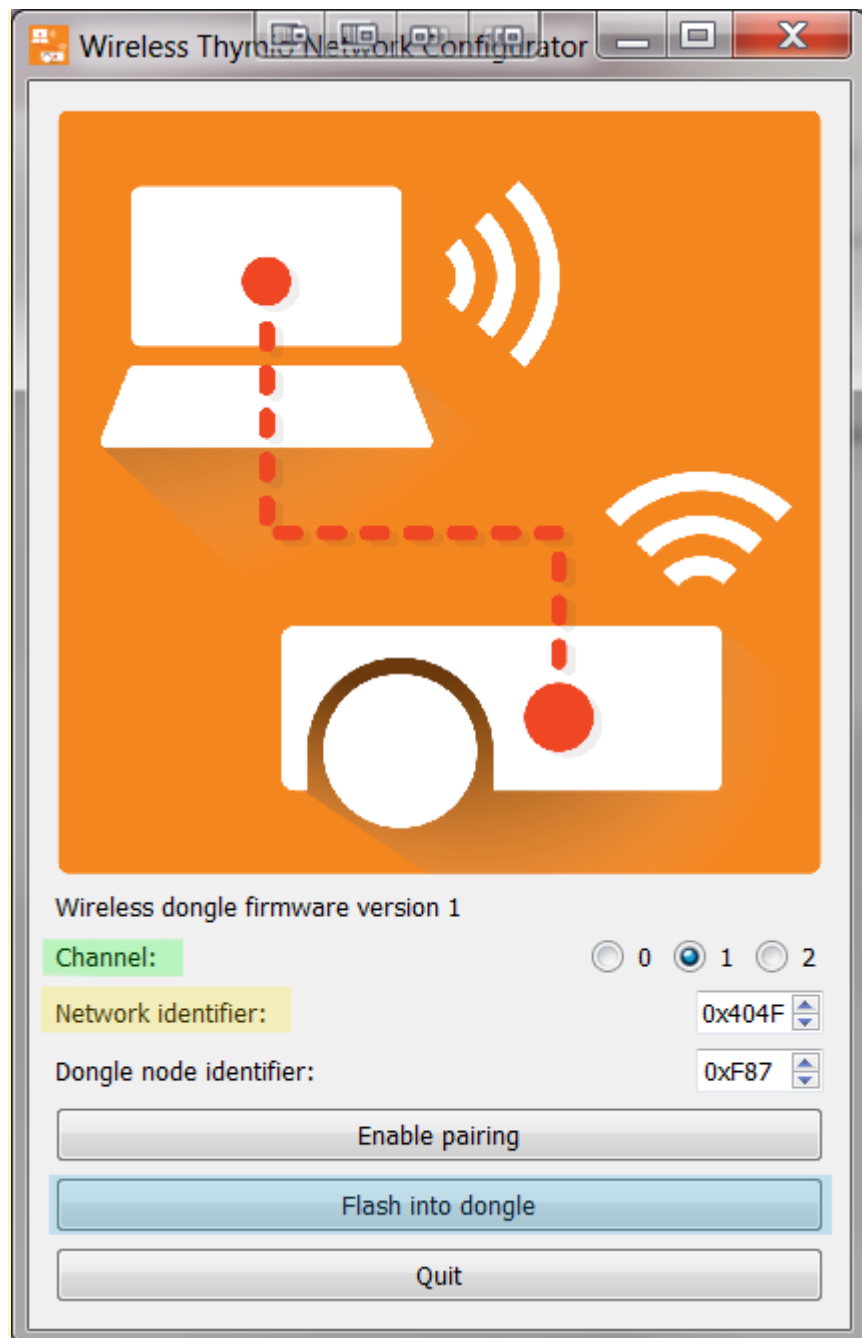 Wireless Thymio Network Configurator
Wireless dongle firmware version 1
Channel: 0 1 2
Network identifier: 0x404F
Dongle node identifier: 0xF87
Enable pairing
Flash into dongle
Quit